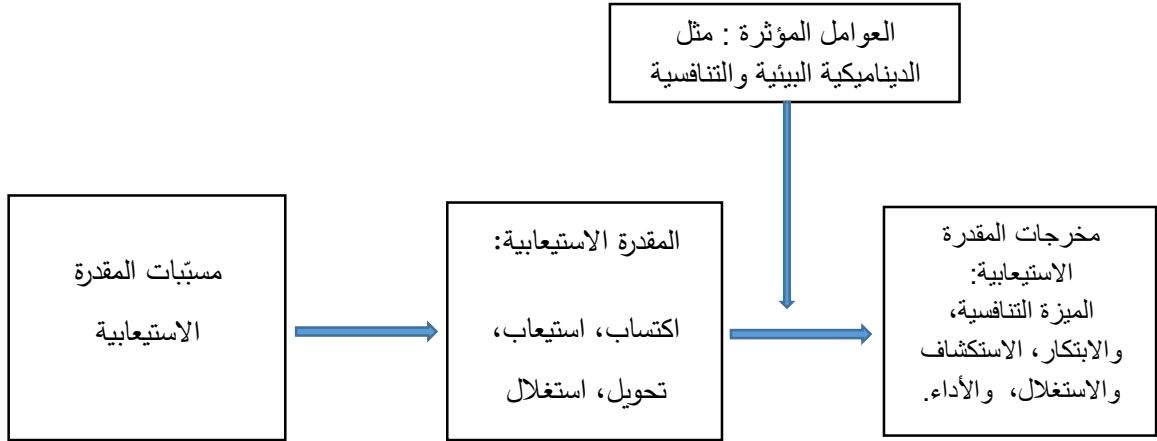 العوامل المؤثرة : مثل
الديناميكية البيئية والتنافسية
مسبّبات المقدرة
الاستيعابية
المقدرة الاستيعابية:
اكتساب، استيعاب،
تحويل، استغلال
مخرجات المقدرة
الاستيعابية:
الميزة التنافسية،
والابتكار، الاستكشاف
والاستغلال، والأداء.